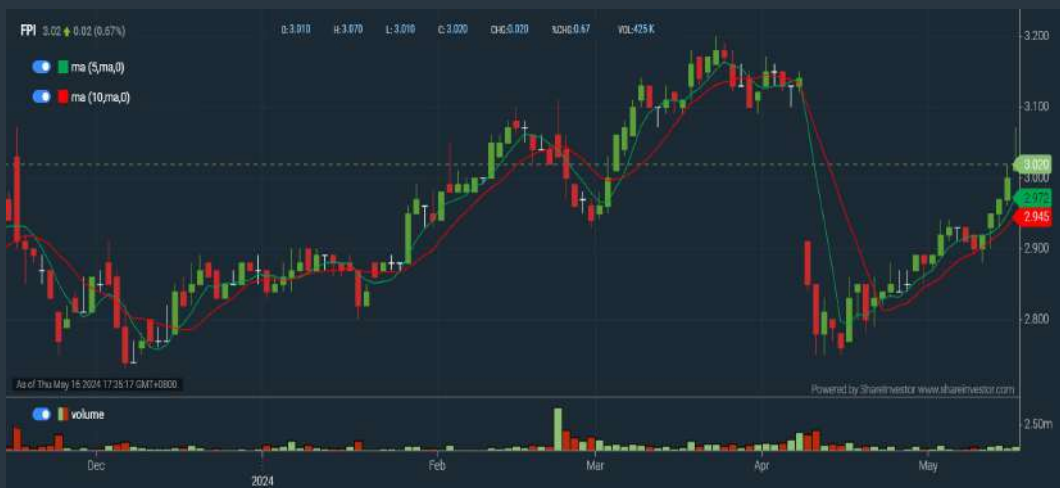 FPI 3.02 0.02 (0.67%) O:3.010 H:3.070 L:3.010 C:3.020 CHG:0.020 %CHG:0.67 VOL:425 K
ma (5,ma,0)
ma (10,ma,0)
3.200
3.100
3.020
3.000
2.972
2.945
2.900
2.800
As of Thu May 16 2024 17:35:17 GMT+0800
Powered by ShareInvestor www.shareinvestor.com
volume
2.50m
Dec 2024 Feb Mar Apr May